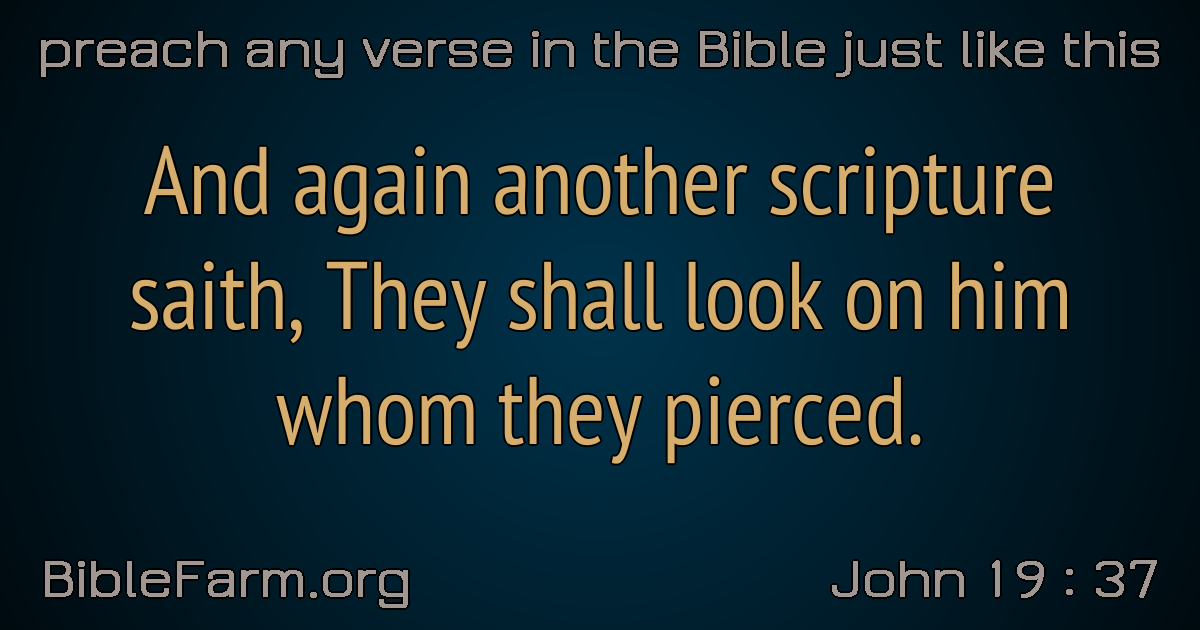 preach any verse in the Bible just like this
And again another scripture
saith, They shall look on him
whom they pierced.
BibleFarm.org
John 19 : 37